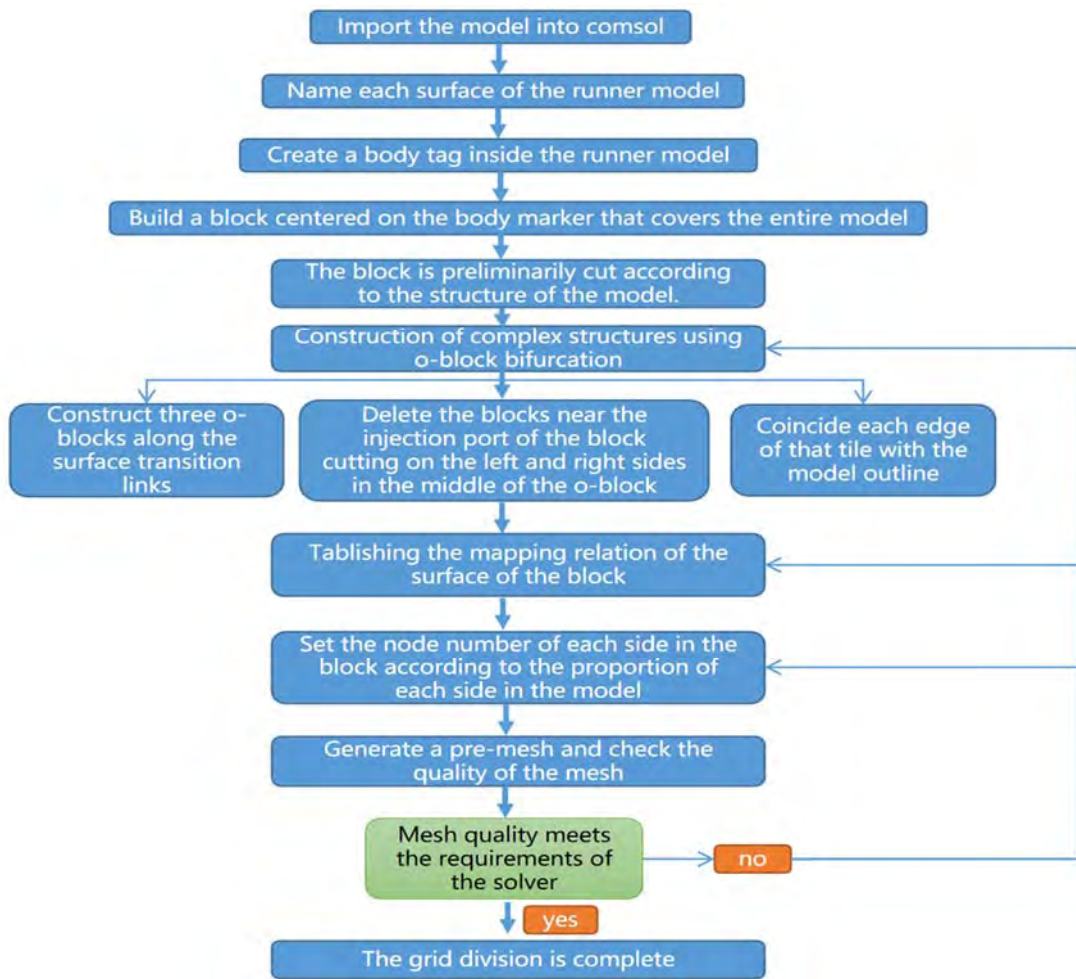 Import the model into comsol
Name each surface of the runner model
Create a body tag inside the runner model
Build a block centered on the body marker that covers the entire model
The block is preliminarily cut according
to the structure of the model.
Construction of complex structures using
o-block bifurcation
Construct three o-
blocks along the
surface transition
links
Delete the blocks near the
injection port of the block
cutting on the left and right sides
in the middle of the o-block
Coincide each edge
of that tile with the
model outline
Tablishing the mapping relation of the
surface of the block
Set the node number of each side in the
block according to the proportion of
each side in the model
Generate a pre-mesh and check the
quality of the mesh
Mesh quality meets
the requirements of
the solver
no
yes
The grid division is complete